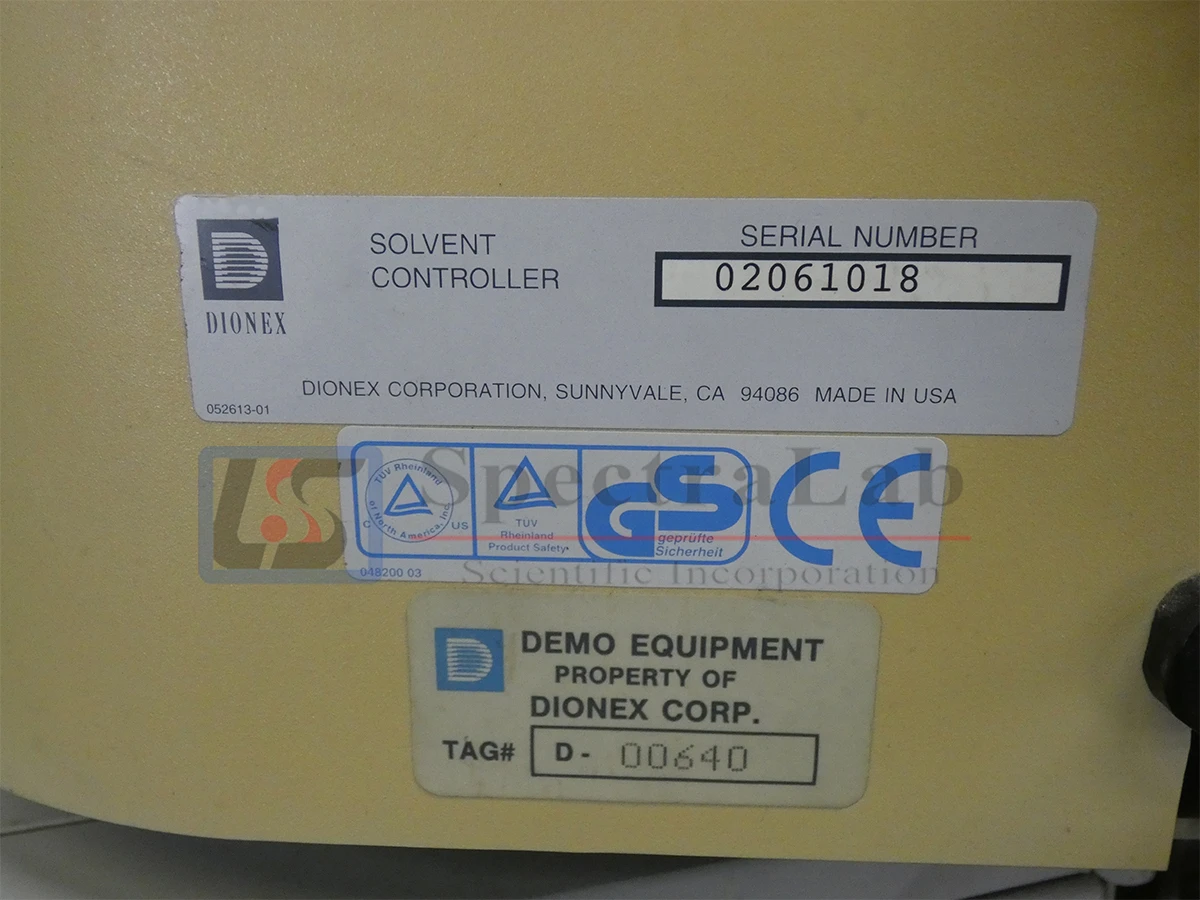 SOLVENT
CONTROLLER
SERIAL NUMBER
02061018
D
DIONEX
DIONEX CORPORATION, SUNNYVALE, CA 94086 MADE IN USA
052613-01
TÜV Rheinland
of North America, Inc.
C US
TÜV
Rheinland
Product Safety
GS
geprüfte
Sicherheit
CE
048200 03
LS
SpectraLab
Scientific Incorporation
D
DEMO EQUIPMENT
PROPERTY OF
DIONEX CORP.
TAG# D- 00640